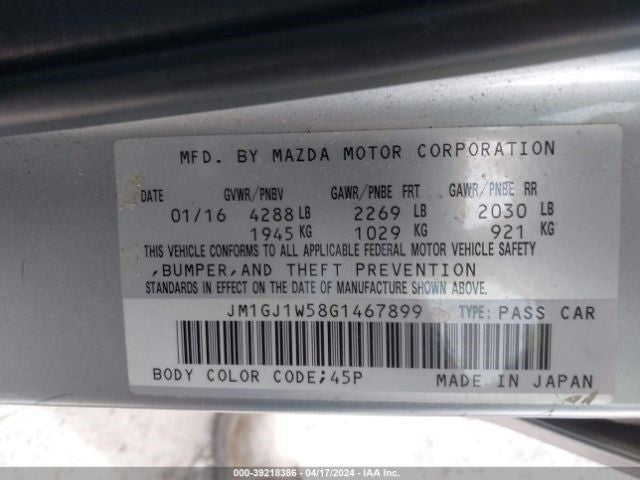 MFD. BY MAZDA MOTOR CORPORATION
DATE GVWR/PNBV GAWR/PNBE FRT GAWR/PNBE RR
01/16 4288 LB 2269 LB 2030 LB
1945 KG 1029 KG 921 KG
THIS VEHICLE CONFORMS TO ALL APPLICABLE FEDERAL MOTOR VEHICLE SAFETY
,BUMPER,AND THEFT PREVENTION
STANDARDS IN EFFECT ON THE DATE OF MANUFACTURE SHOWN ABOVE.
JM1GJ1W58G1467899 TYPE: PASS CAR
BODY COLOR CODE;45P MADE IN JAPAN
000-39218386 - 04/17/2024 - IAA Inc.